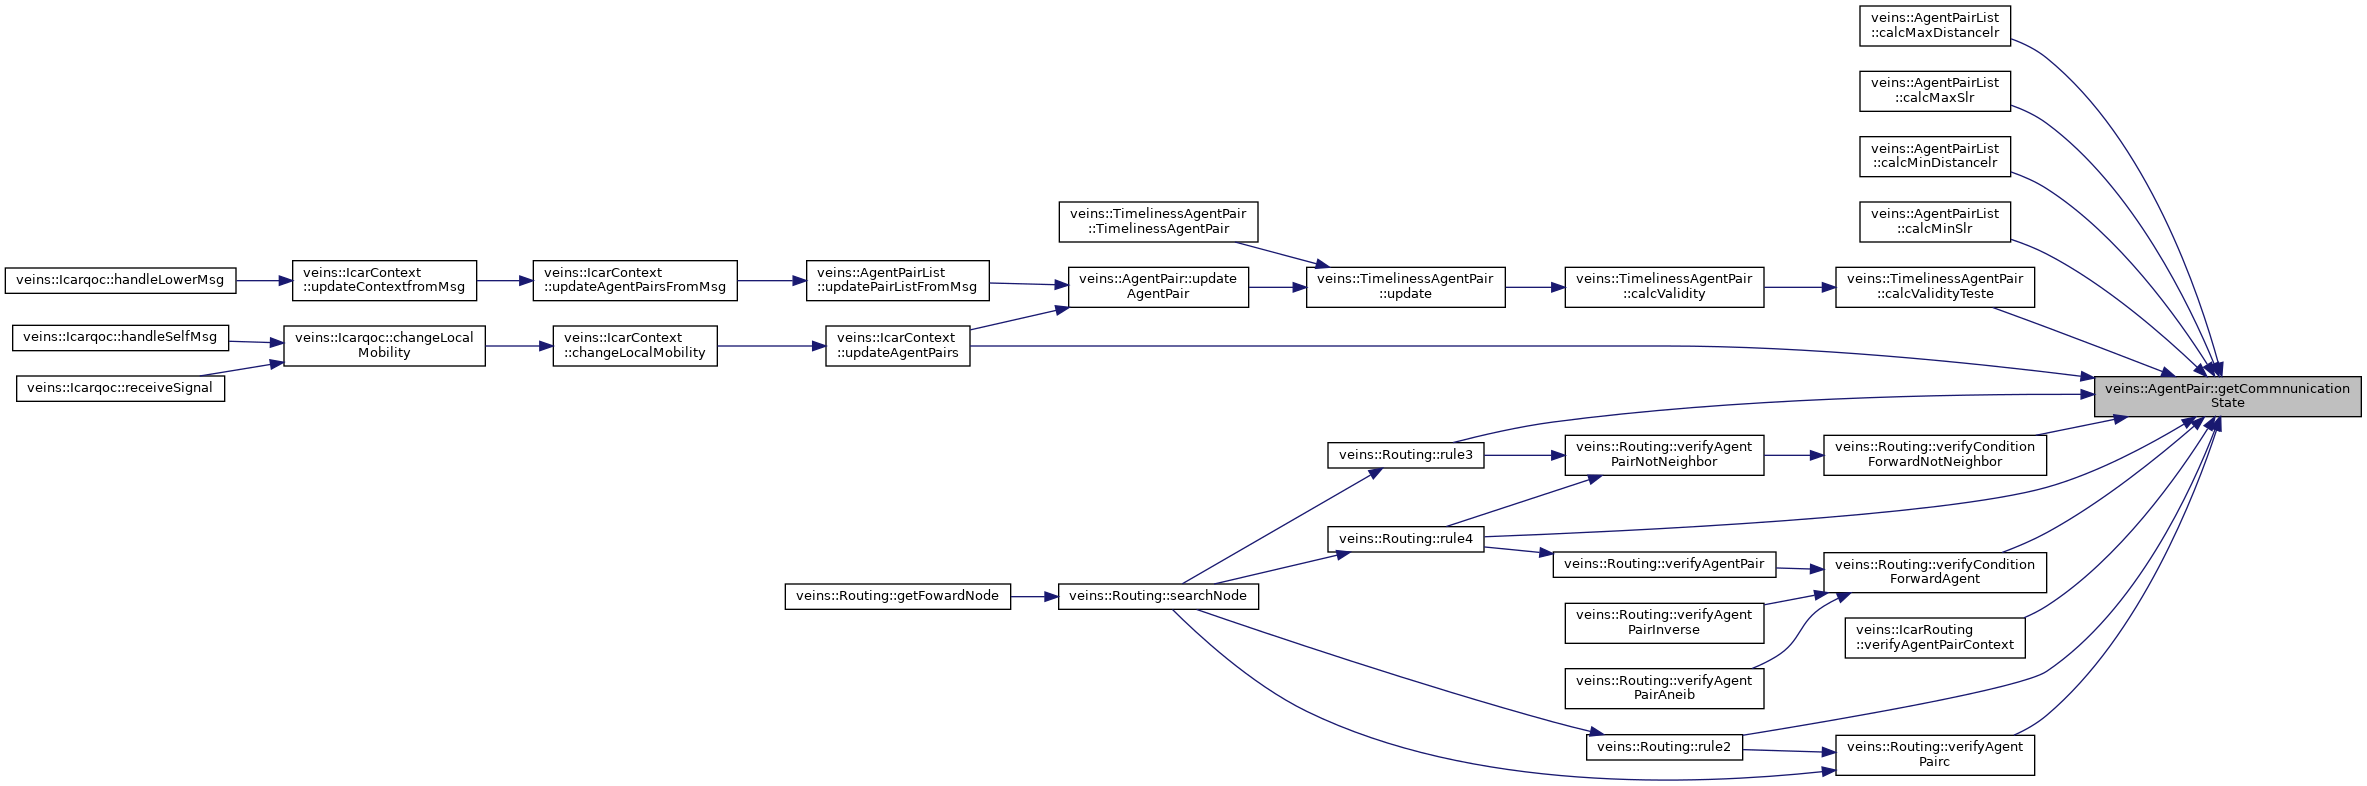 veins::AgentPairList
::calcMaxDistancelr
veins::AgentPairList
::calcMaxSlr
veins::AgentPairList
::calcMinDistancelr
veins::AgentPairList
::calcMinSlr
veins::TimelinessAgentPair
::TimelinessAgentPair
veins::Icarqoc::handleLowerMsg
veins::IcarContext
::updateContextfromMsg
veins::IcarContext
::updateAgentPairsFromMsg
veins::AgentPairList
::updatePairListFromMsg
veins::AgentPair::update
AgentPair
veins::TimelinessAgentPair
::update
veins::TimelinessAgentPair
::calcValidity
veins::TimelinessAgentPair
::calcValidityTeste
veins::Icarqoc::handleSelfMsg
veins::Icarqoc::changeLocal
Mobility
veins::IcarContext
::changeLocalMobility
veins::IcarContext
::updateAgentPairs
veins::Icarqoc::receiveSignal
veins::AgentPair::getCommnunication
State
veins::Routing::rule3
veins::Routing::verifyAgent
PairNotNeighbor
veins::Routing::verifyCondition
ForwardNotNeighbor
veins::Routing::rule4
veins::Routing::verifyAgentPair
veins::Routing::verifyCondition
ForwardAgent
veins::Routing::getFowardNode
veins::Routing::searchNode
veins::Routing::verifyAgent
PairInverse
veins::IcarRouting
::verifyAgentPairContext
veins::Routing::verifyAgent
PairAneib
veins::Routing::rule2
veins::Routing::verifyAgent
Pairc